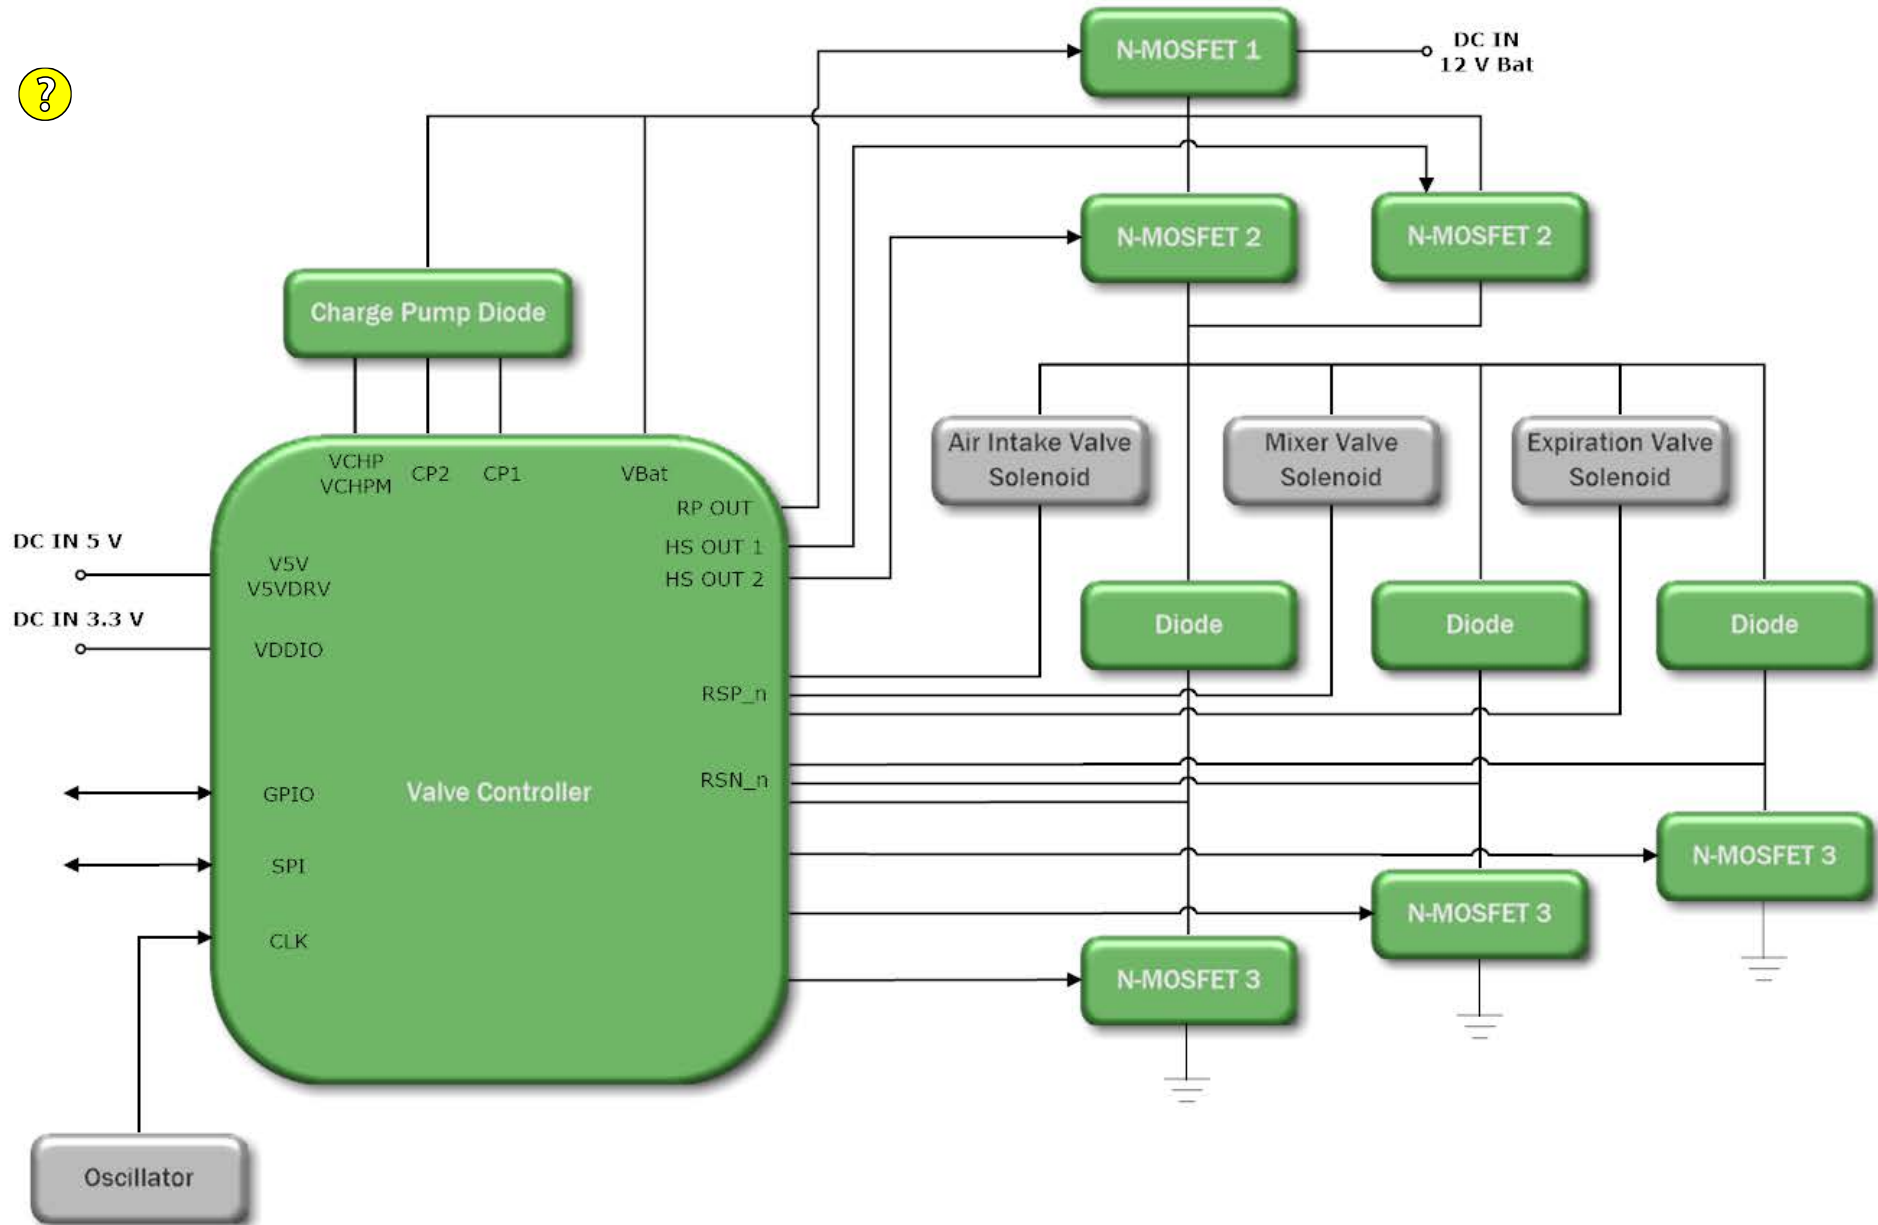 ?
N-MOSFET 1
DC IN
12 V Bat
N-MOSFET 2
N-MOSFET 2
Charge Pump Diode
VCHP
VCHPM
CP2
CP1
VBat
RP OUT
HS OUT 1
HS OUT 2
Air Intake Valve
Solenoid
Mixer Valve
Solenoid
Expiration Valve
Solenoid
DC IN 5 V
V5V
V5VDRV
DC IN 3.3 V
VDDIO
Diode
Diode
Diode
RSP_n
RSN_n
GPIO
Valve Controller
SPI
CLK
N-MOSFET 3
N-MOSFET 3
N-MOSFET 3
Oscillator